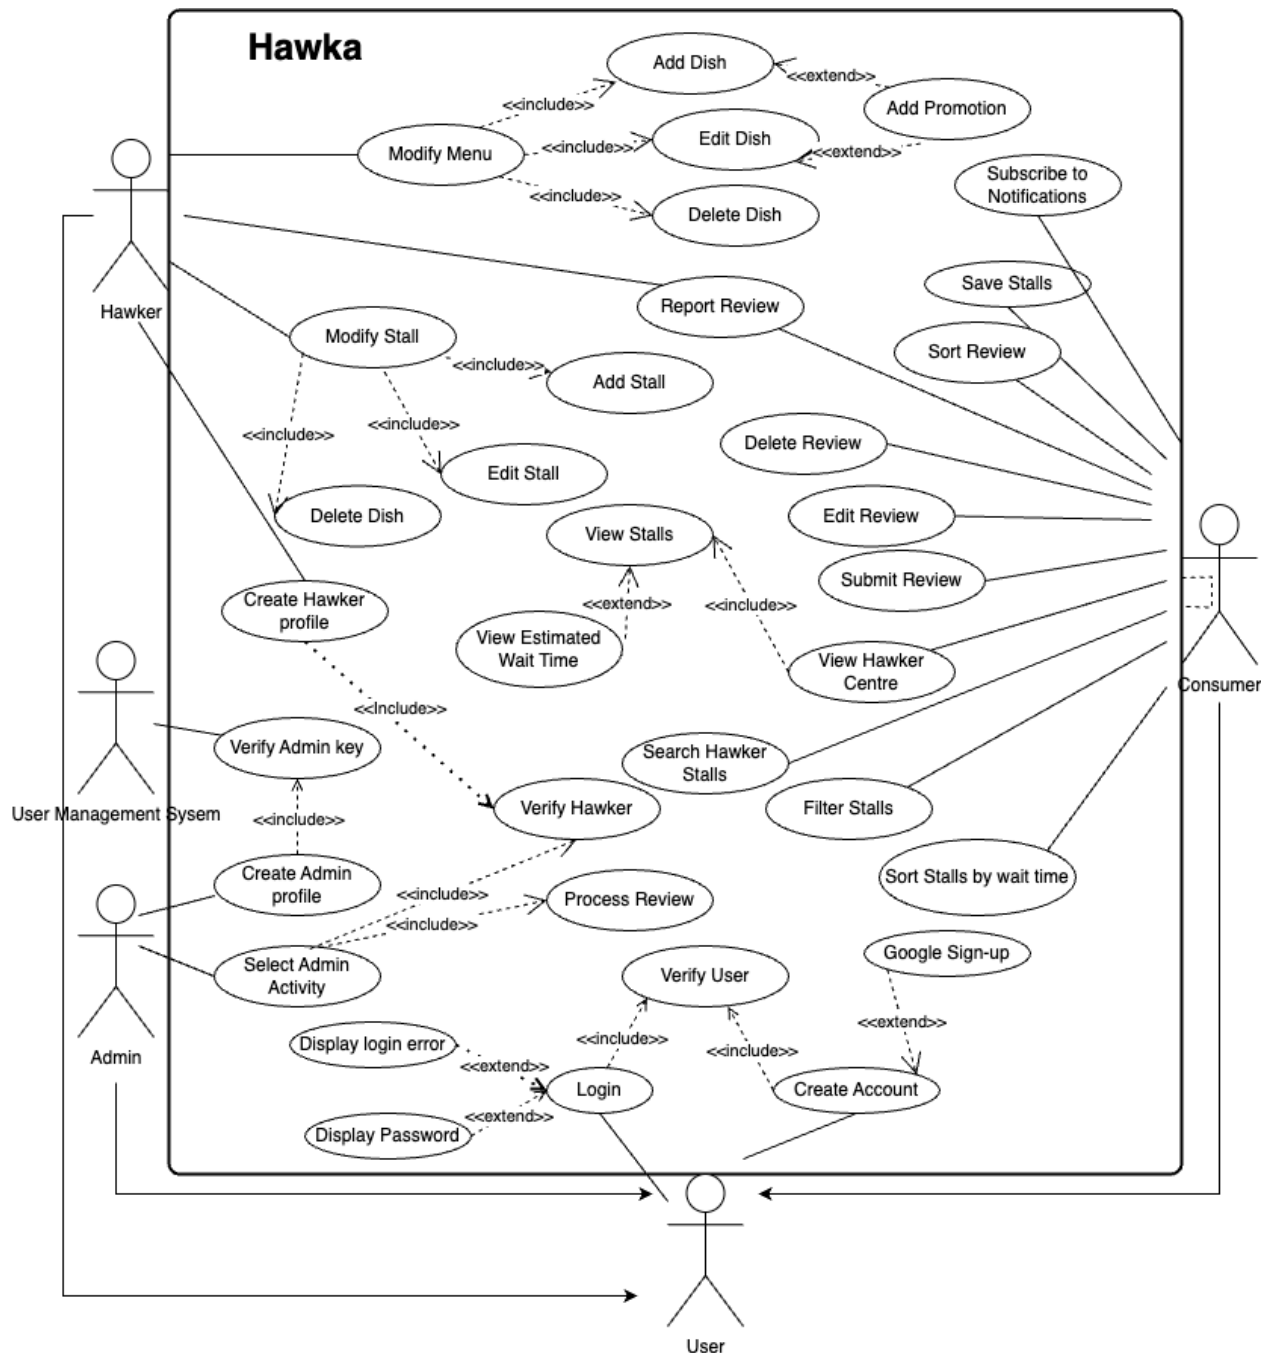 Hawka
Add Dish
<<extend>>
<<include>>
Add Promotion
Edit Dish
<<include>>
Modify Menu
<<extend>>
Subscribe to
Notifications
<<include>>
Delete Dish
Save Stalls
Report Review
Hawker
Modify Stall
Sort Review
<<include>>
Add Stall
<<include>>
<<include>>
Delete Review
Edit Stall
Delete Dish
Edit Review
View Stalls
Submit Review
Create Hawker
profile
<<extend>>
<<include>>
View Estimated
Wait Time
View Hawker
Centre
Consumer
<<include>>
Verify Admin key
Search Hawker
Stalls
User Management Sysem
Verify Hawker
Filter Stalls
<<include>>
Create Admin
profile
Sort Stalls by wait time
<<include>>
Process Review
<<include>>
Select Admin
Activity
Verify User
Google Sign-up
<<extend>>
Display login error
<<include>>
<<include>>
Admin
<<extend>>
Login
Create Account
<<extend>>
Display Password
User